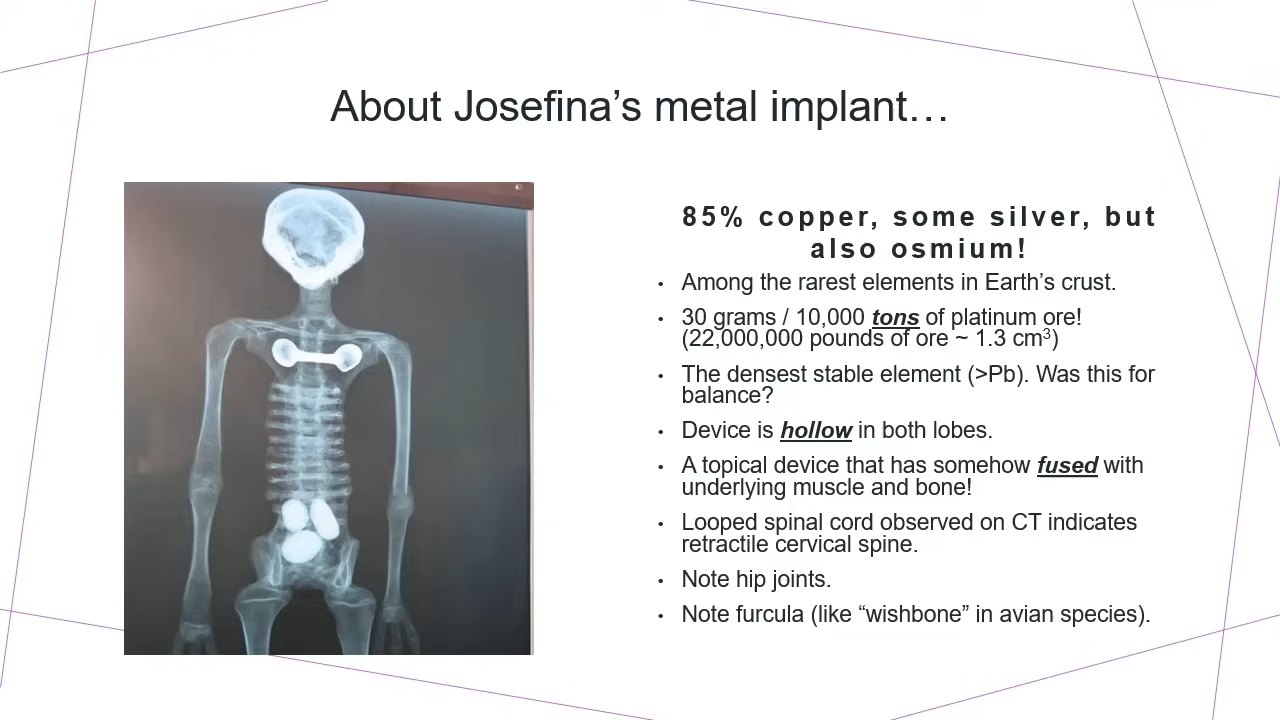 About Josefina’s metal implant…
85% copper, some silver, but
also osmium!
• Among the rarest elements in Earth’s crust.
• 30 grams / 10,000 tons of platinum ore!
(22,000,000 pounds of ore ~ 1.3 cm³)
• The densest stable element (>Pb). Was this for
balance?
• Device is hollow in both lobes.
• A topical device that has somehow fused with
underlying muscle and bone!
• Looped spinal cord observed on CT indicates
retractile cervical spine.
• Note hip joints.
• Note furcula (like “wishbone” in avian species).